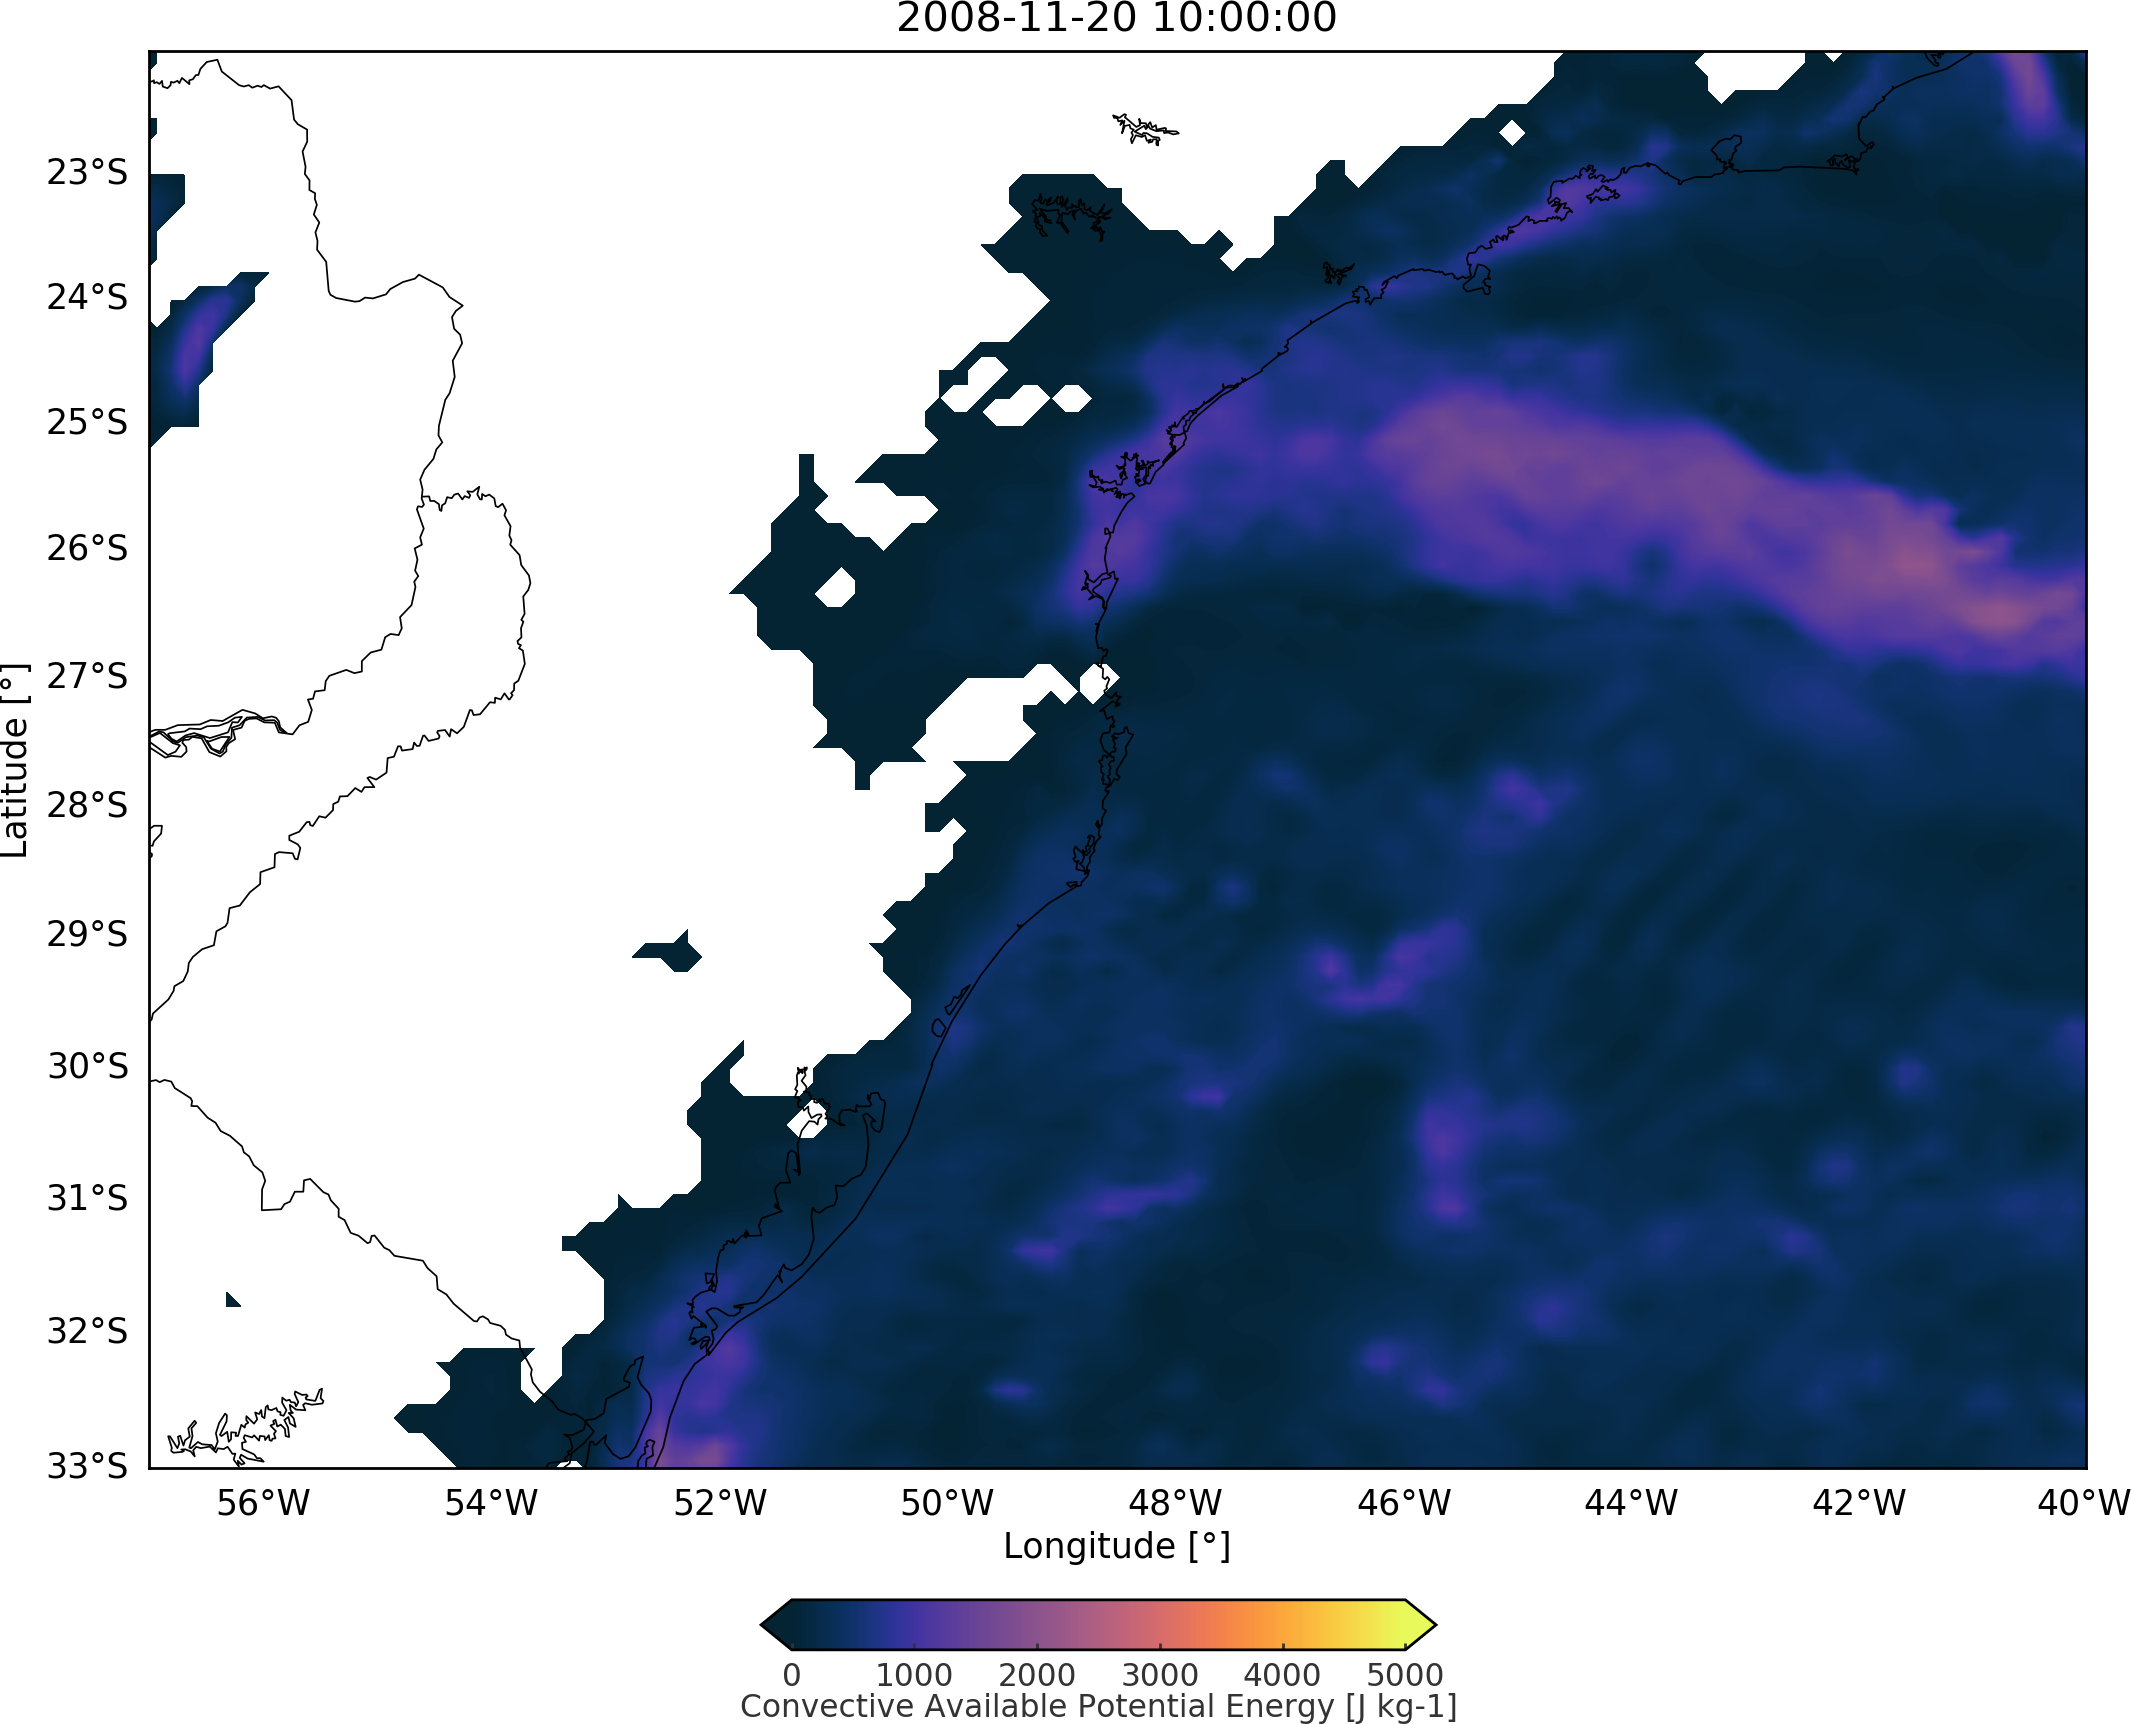 2008-11-20 10:00:00
23°S
24°S
25°S
26°S
27°S
28°S
29°S
30°S
31°S
32°S
33°S
Latitude [°]
56°W 54°W 52°W 50°W 48°W 46°W 44°W 42°W 40°W
Longitude [°]
0 1000 2000 3000 4000 5000
Convective Available Potential Energy [J kg-1]